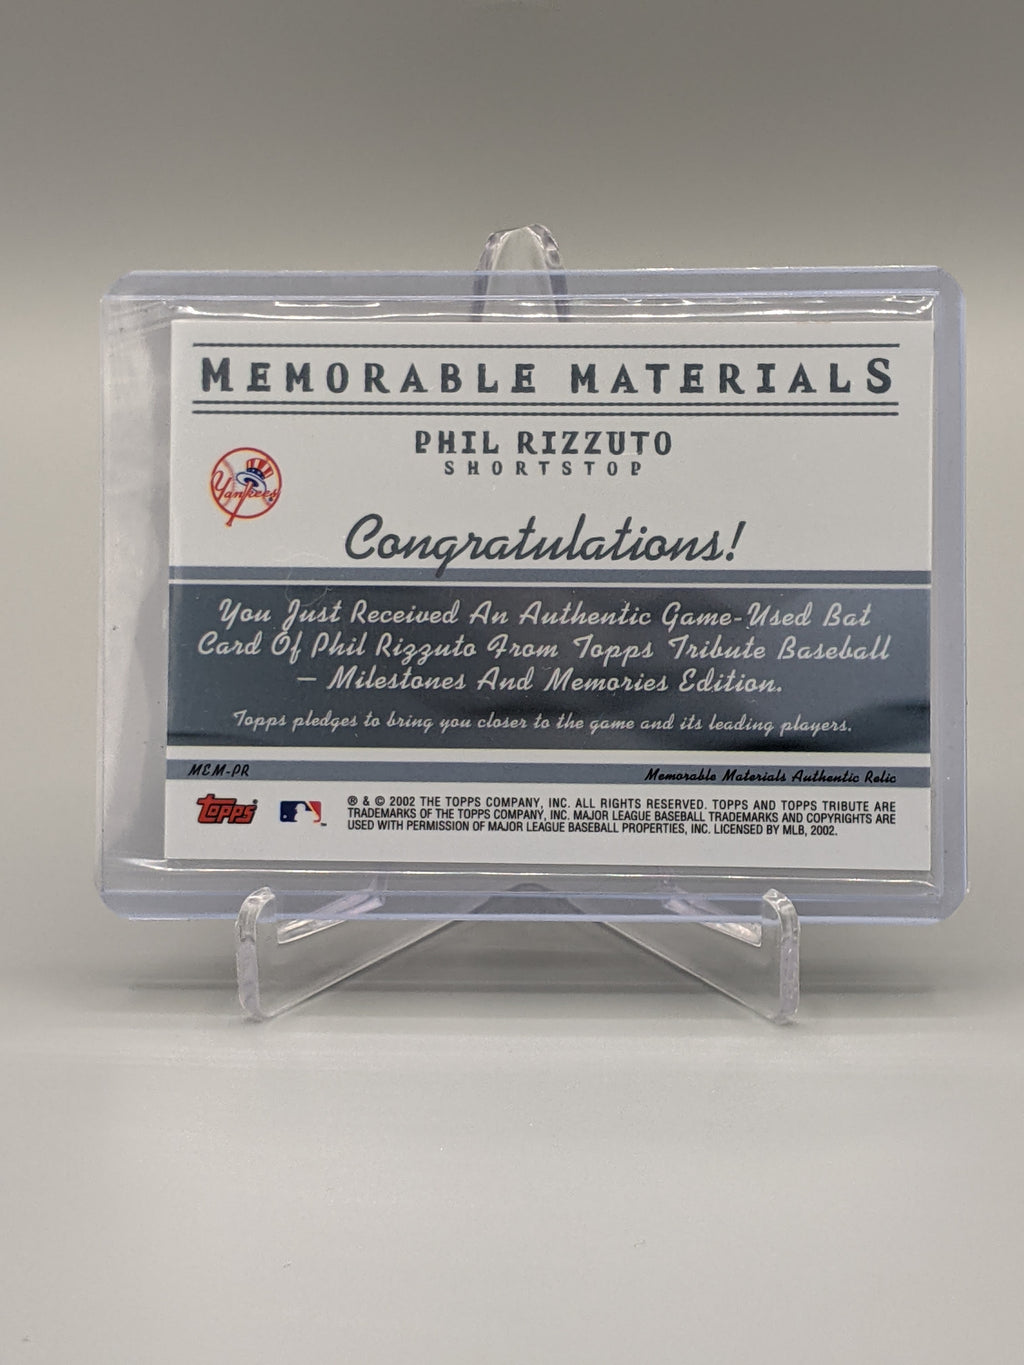 MEMORABLE MATERIALS
PHIL RIZZUTO
SHORTSTOP
Yankees
Congratulations!
You Just Received An Authentic Game-Used Bat
Card Of Phil Rizzuto From Topps Tribute Baseball
– Milestones And Memories Edition.
Topps pledges to bring you closer to the game and its leading players.
MEM-PR
Memorable Materials Authentic Relic
Topps
® & © 2002 THE TOPPS COMPANY, INC. ALL RIGHTS RESERVED. TOPPS AND TOPPS TRIBUTE ARE
TRADEMARKS OF THE TOPPS COMPANY, INC. MAJOR LEAGUE BASEBALL TRADEMARKS AND COPYRIGHTS ARE
USED WITH PERMISSION OF MAJOR LEAGUE BASEBALL PROPERTIES, INC. LICENSED BY MLB, 2002.